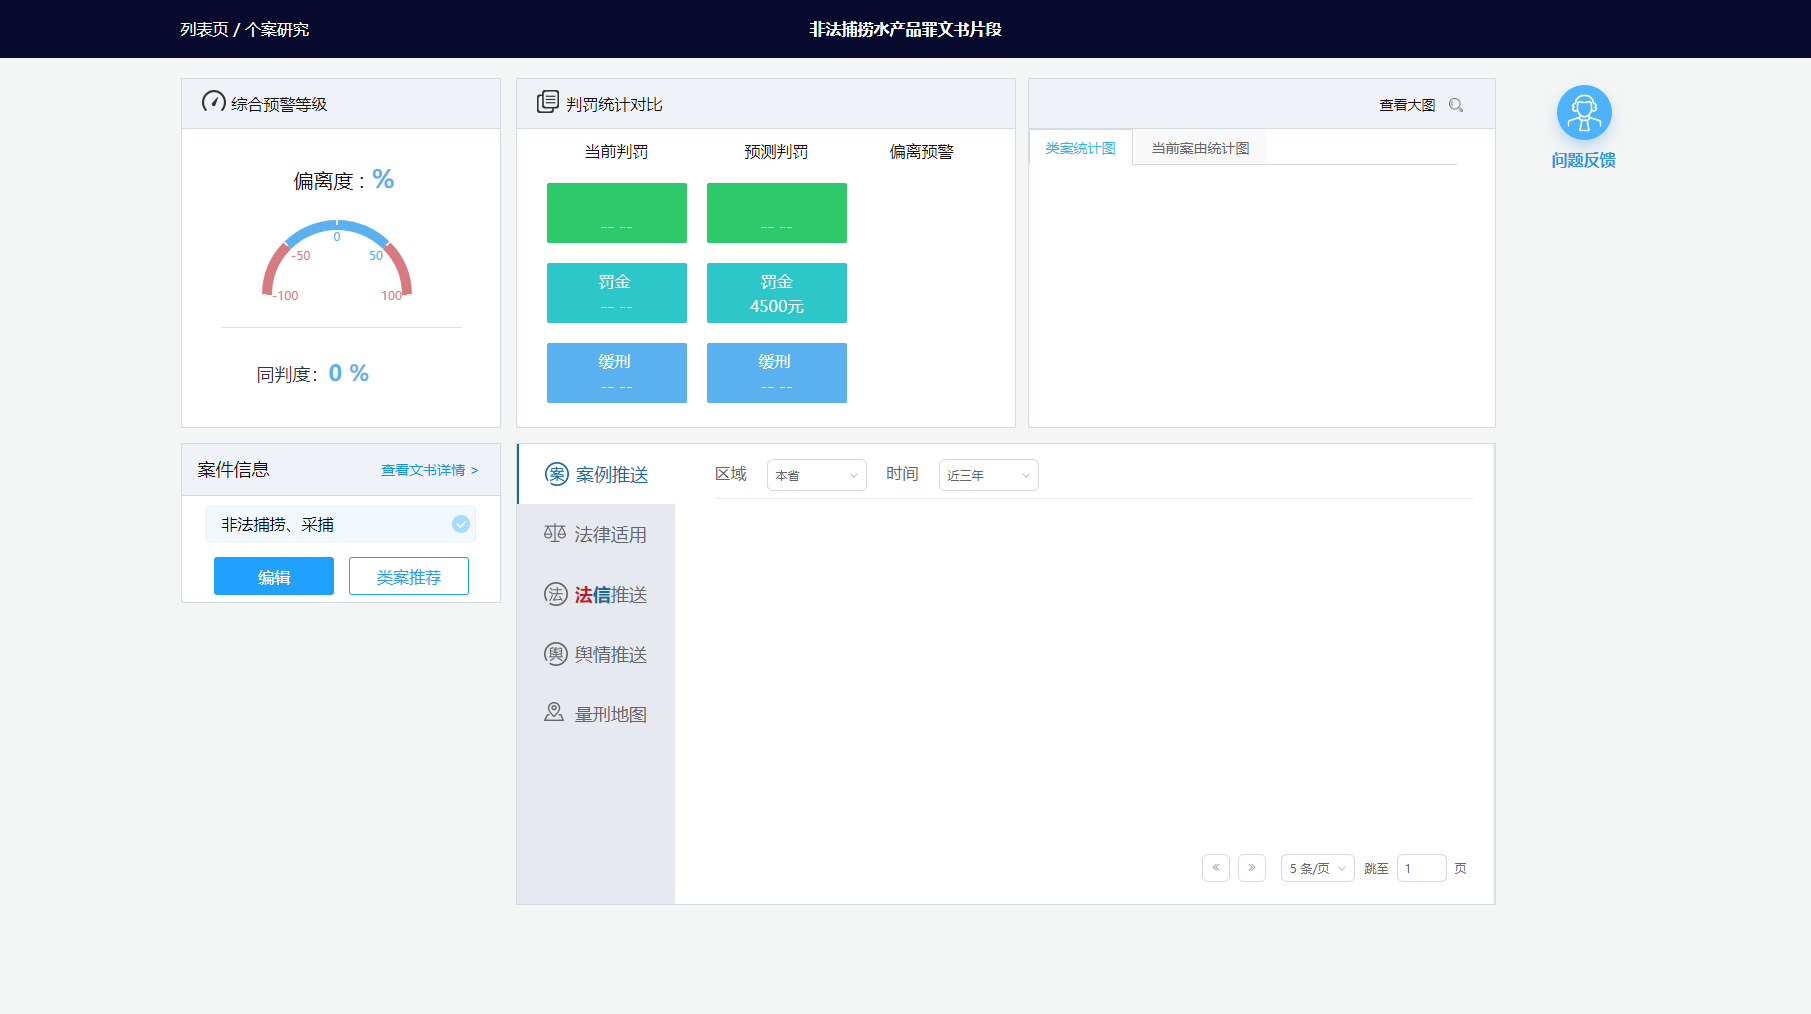 列表页 / 个案研究
非法捕捞水产品罪文书片段
综合预警等级
偏离度：%
0
-50
50
-100
100
同判度：0 %
判罚统计对比
当前判罚
预测判罚
偏离预警
-- --
-- --
罚金
-- --
罚金
4500元
缓刑
-- --
缓刑
-- --
查看大图
类案统计图
当前案由统计图
问题反馈
案件信息
查看文书详情 >
非法捕捞、采捕
编辑
类案推荐
案 案例推送
法律适用
法 法信推送
舆 舆情推送
量刑地图
区域
本省
时间
近三年
«
»
5 条/页
跳至
1
页